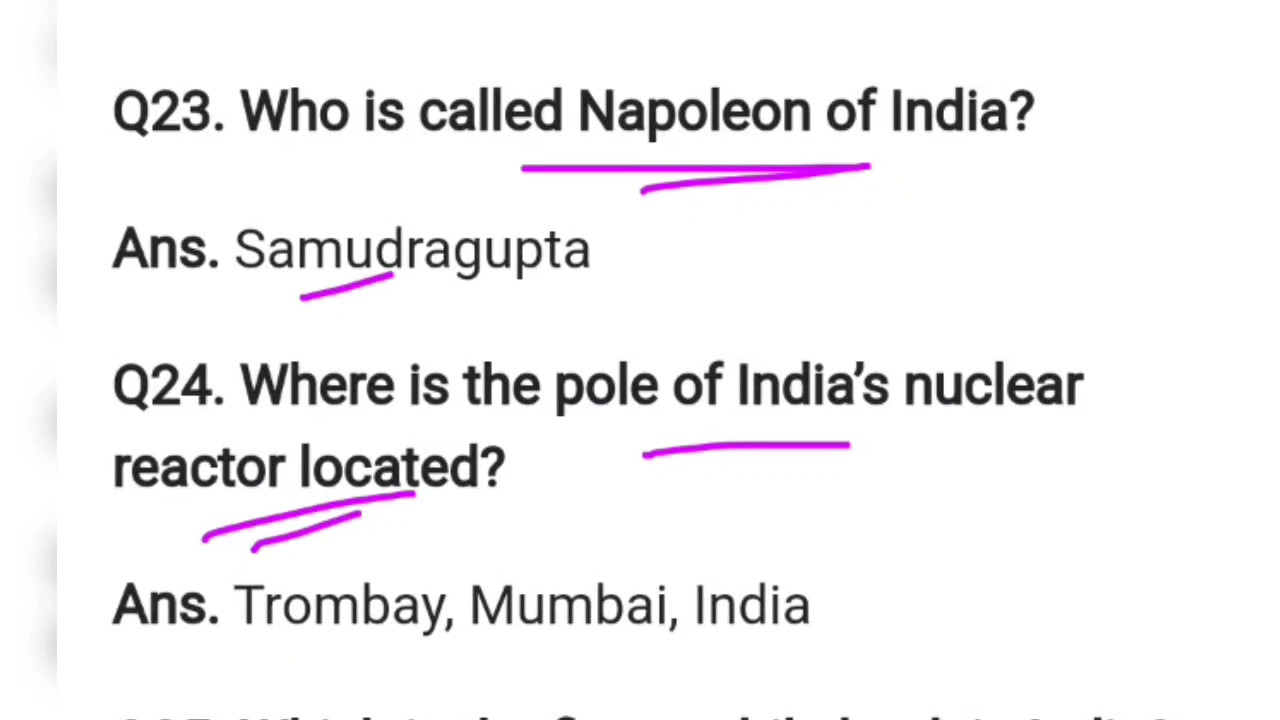 Q23. Who is called Napoleon of India?
Ans. Samudragupta
Q24. Where is the pole of India’s nuclear
reactor located?
Ans. Trombay, Mumbai, India